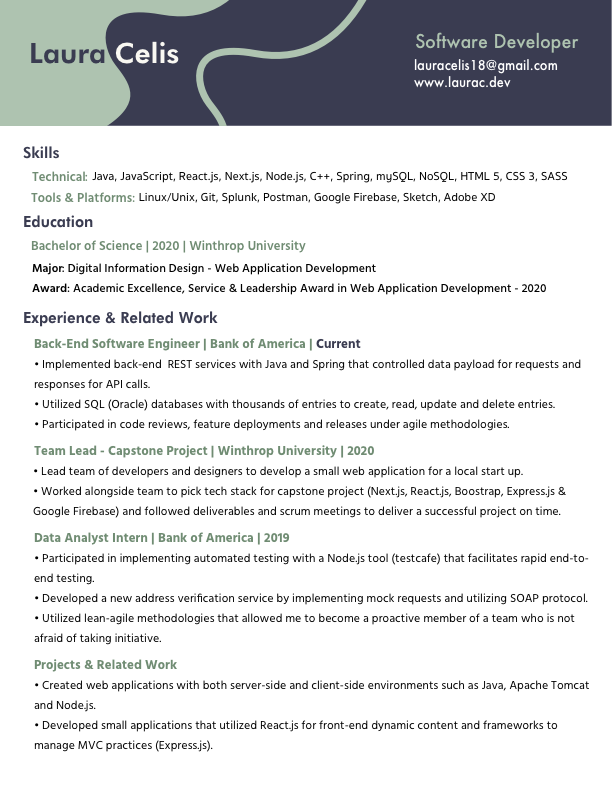 Laura Celis
Software Developer
lauracelis18@gmail.com
www.laurac.dev
Skills
Technical: Java, JavaScript, React.js, Next.js, Node.js, C++, Spring, mySQL, NoSQL, HTML 5, CSS 3, SASS
Tools & Platforms: Linux/Unix, Git, Splunk, Postman, Google Firebase, Sketch, Adobe XD
Education
Bachelor of Science | 2020 | Winthrop University
Major: Digital Information Design - Web Application Development
Award: Academic Excellence, Service & Leadership Award in Web Application Development - 2020
Experience & Related Work
Back-End Software Engineer | Bank of America | Current
• Implemented back-end  REST services with Java and Spring that controlled data payload for requests and
responses for API calls.
• Utilized SQL (Oracle) databases with thousands of entries to create, read, update and delete entries.
• Participated in code reviews, feature deployments and releases under agile methodologies.
Team Lead - Capstone Project | Winthrop University | 2020
• Lead team of developers and designers to develop a small web application for a local start up.
• Worked alongside team to pick tech stack for capstone project (Next.js, React.js, Boostrap, Express.js &
Google Firebase) and followed deliverables and scrum meetings to deliver a successful project on time.
Data Analyst Intern | Bank of America | 2019
• Participated in implementing automated testing with a Node.js tool (testcafe) that facilitates rapid end-to-
end testing.
• Developed a new address verification service by implementing mock requests and utilizing SOAP protocol.
• Utilized lean-agile methodologies that allowed me to become a proactive member of a team who is not
afraid of taking initiative.
Projects & Related Work
• Created web applications with both server-side and client-side environments such as Java, Apache Tomcat
and Node.js.
• Developed small applications that utilized React.js for front-end dynamic content and frameworks to
manage MVC practices (Express.js).